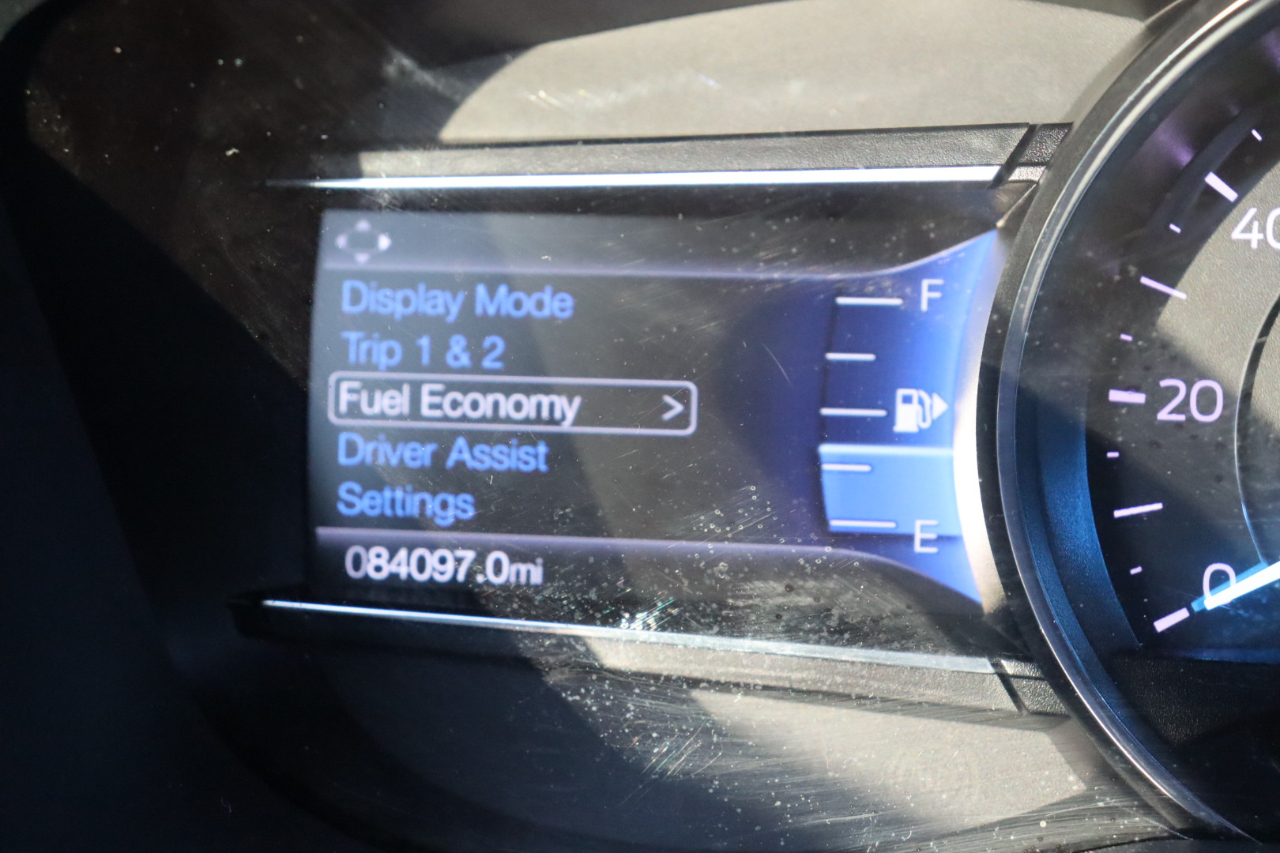 Display Mode
Trip 1 & 2
Fuel Economy >
Driver Assist
Settings
084097.0mi
F
E
40
20
0